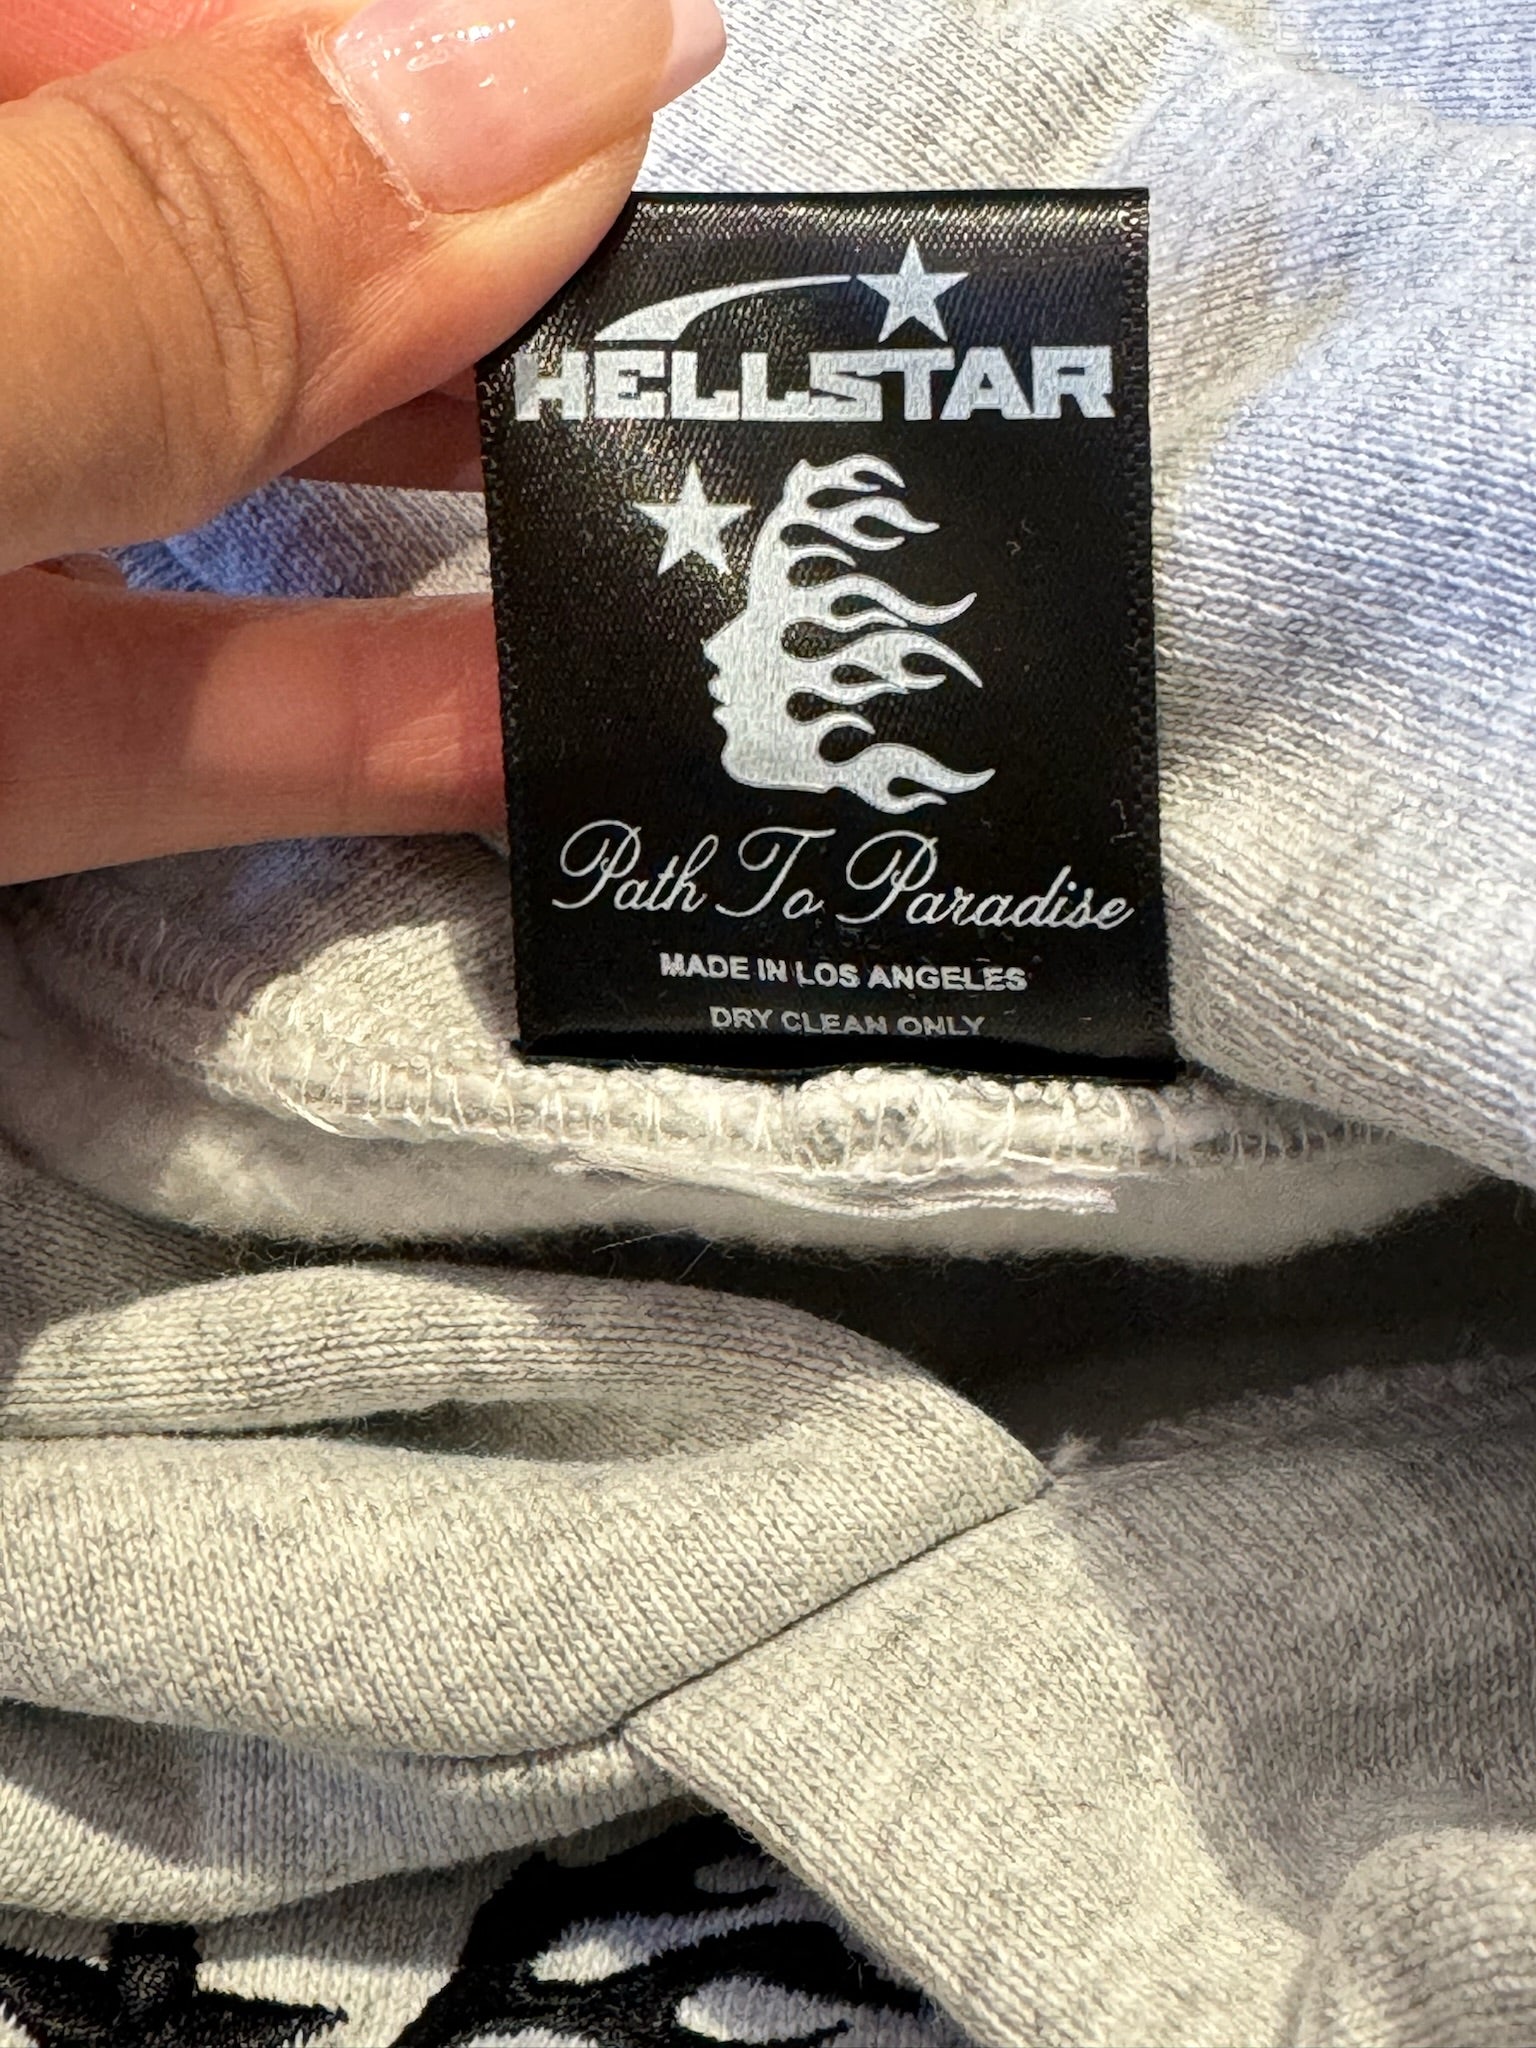 HELLSTAR
Path To Paradise
MADE IN LOS ANGELES
DRY CLEAN ONLY